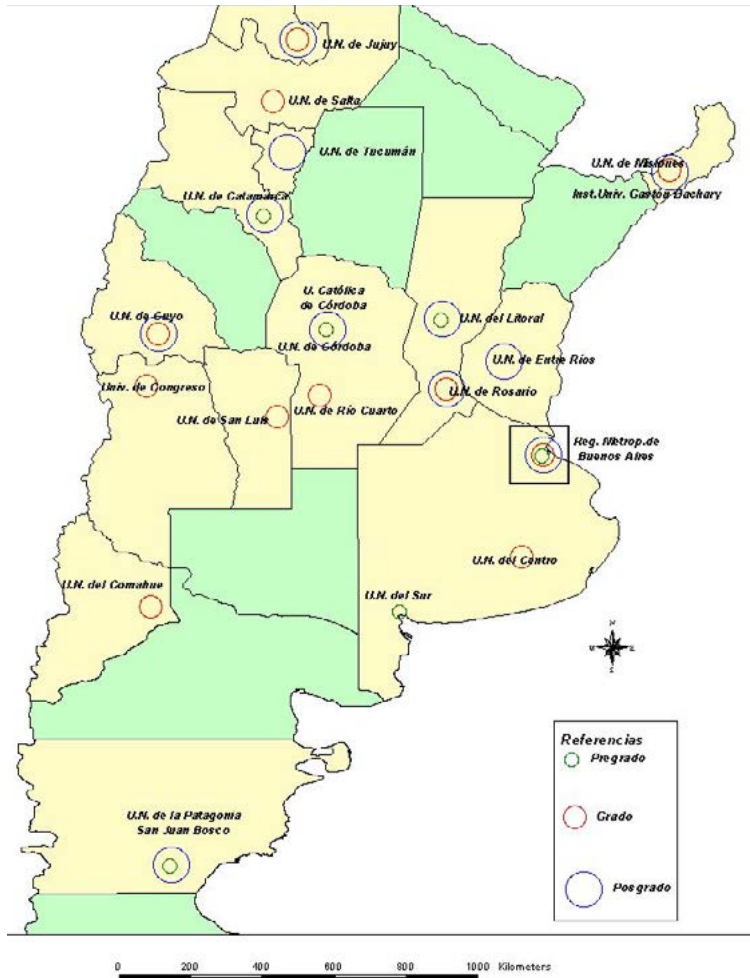 U.N. de Jujuy
U.N. de Salta
U.N. de Tucumán
U.N. de Misiones
U.N. de Catamarca
Inst.Univ. Gaston Dachary
U. Católica
de Córdoba
U.N. de Cuyo
U.N. del Litoral
U.N. de Córdoba
U.N. de Entre Ríos
Univ. de Congreso
U.N. de Rosario
U.N. de San Luis
U.N. de Río Cuarto
Reg. Metrop.de
Buenos Aires
U.N. del Centro
U.N. del Comahue
U.N. del Sur
N
W E
S
Referencias
Pregrado
Grado
Posgrado
U.N. de la Patagonia
San Juan Bosco
0 200 400 600 800 1000 Kilometers